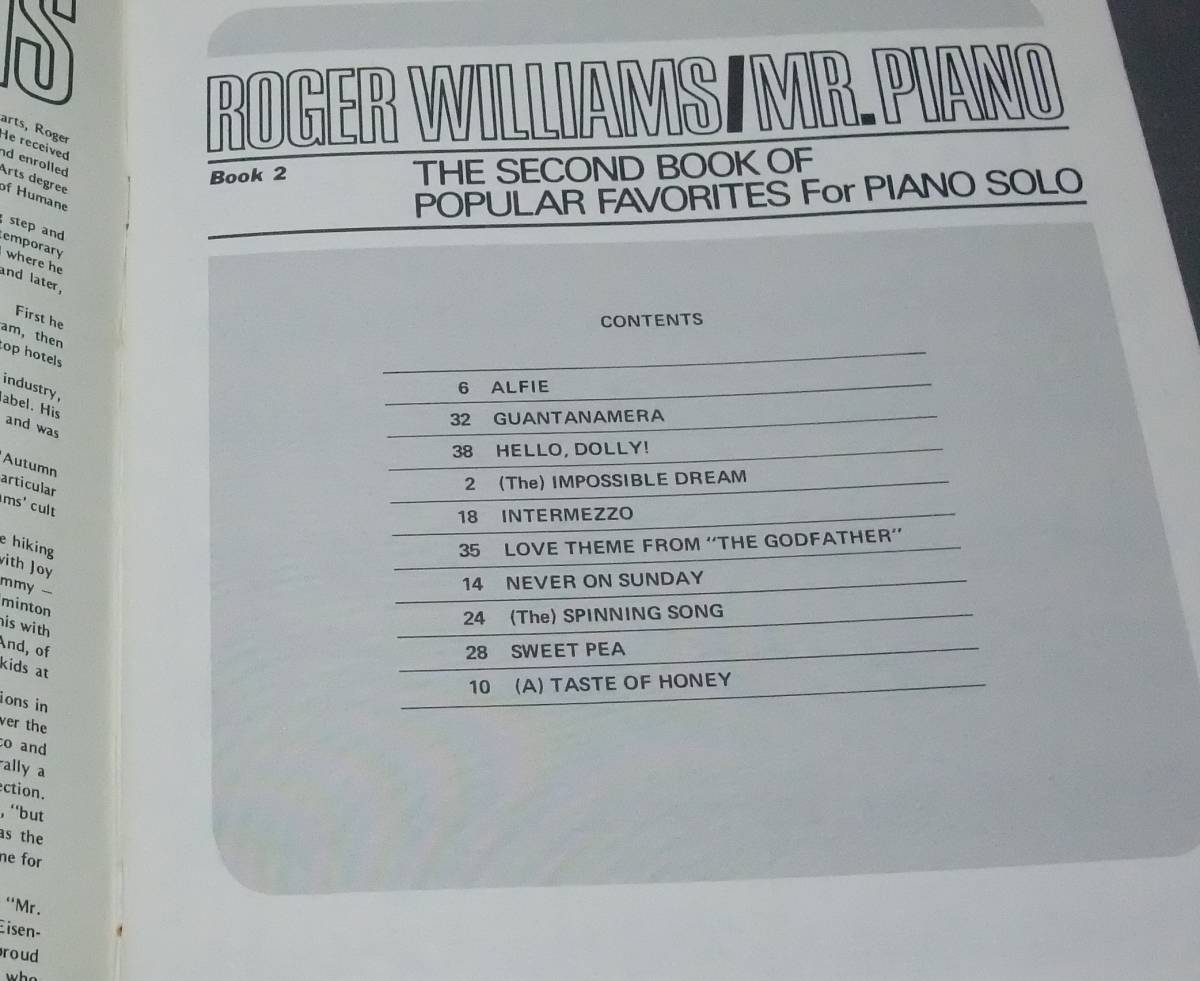 S
arts, Roger
He received
nd enrolled
Arts degree
of Humane
step and
temporary
where he
and later,
First he
am, then
top hotels
industry,
label. His
and was
'Autumn
articular
ms' cult
e hiking
with Joy
mmy –
minton
nis with
And, of
kids at
ions in
ver the
co and
rally a
ection.
, "but
as the
ne for
"Mr.
Eisen-
proud
who
ROGER WILLIAMS/MR. PIANO
Book 2
THE SECOND BOOK OF
POPULAR FAVORITES For PIANO SOLO
CONTENTS
6 ALFIE
32 GUANTANAMERA
38 HELLO, DOLLY!
2 (The) IMPOSSIBLE DREAM
18 INTERMEZZO
35 LOVE THEME FROM "THE GODFATHER"
14 NEVER ON SUNDAY
24 (The) SPINNING SONG
28 SWEET PEA
10 (A) TASTE OF HONEY